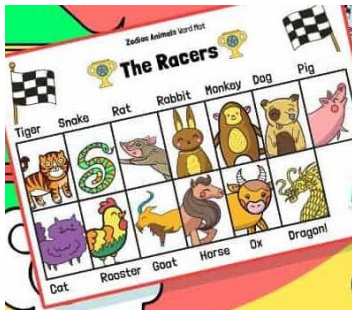 Zodiac Animals Word Mat
The Racers
Tiger Snake Rat Rabbit Monkey Dog Pig
Cat Rooster Goat Horse Ox Dragon!